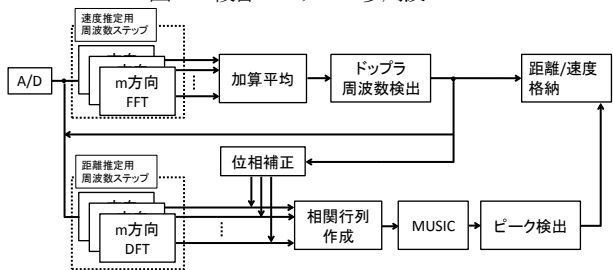 速度推定用
周波数ステップ
A/D
m方向
FFT
加算平均
ドップラ
周波数検出
距離/速度
格納
位相補正
距離推定用
周波数ステップ
m方向
DFT
相関行列
作成
MUSIC
ピーク検出